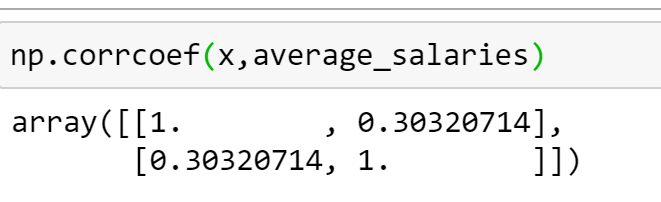 np.corrcoef(x,average_salaries)
array([[1.        , 0.30320714],
       [0.30320714, 1.        ]])